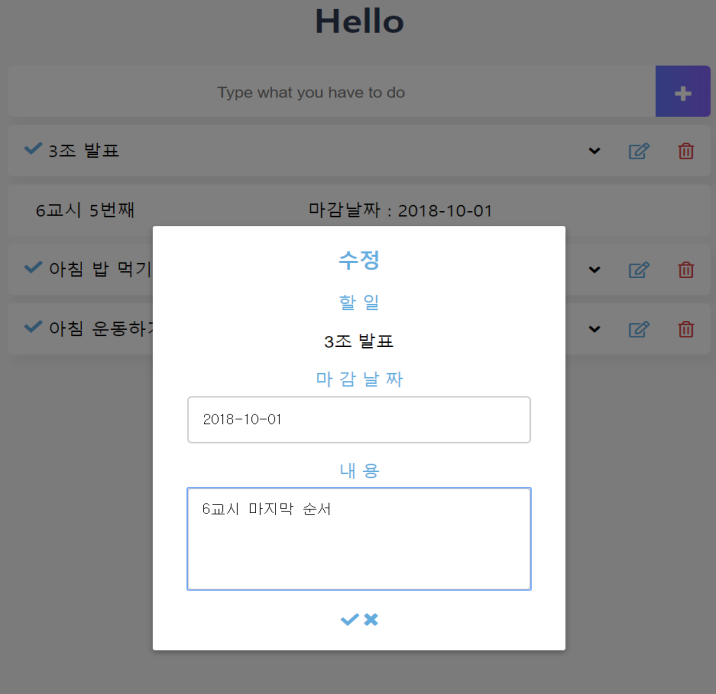 Hello
Type what you have to do
3조 발표
6교시 5번째 마감날짜 : 2018-10-01
아침 밥 먹기
아침 운동하기
수정
할 일
3조 발표
마 감 날 짜
2018-10-01
내 용
6교시 마지막 순서